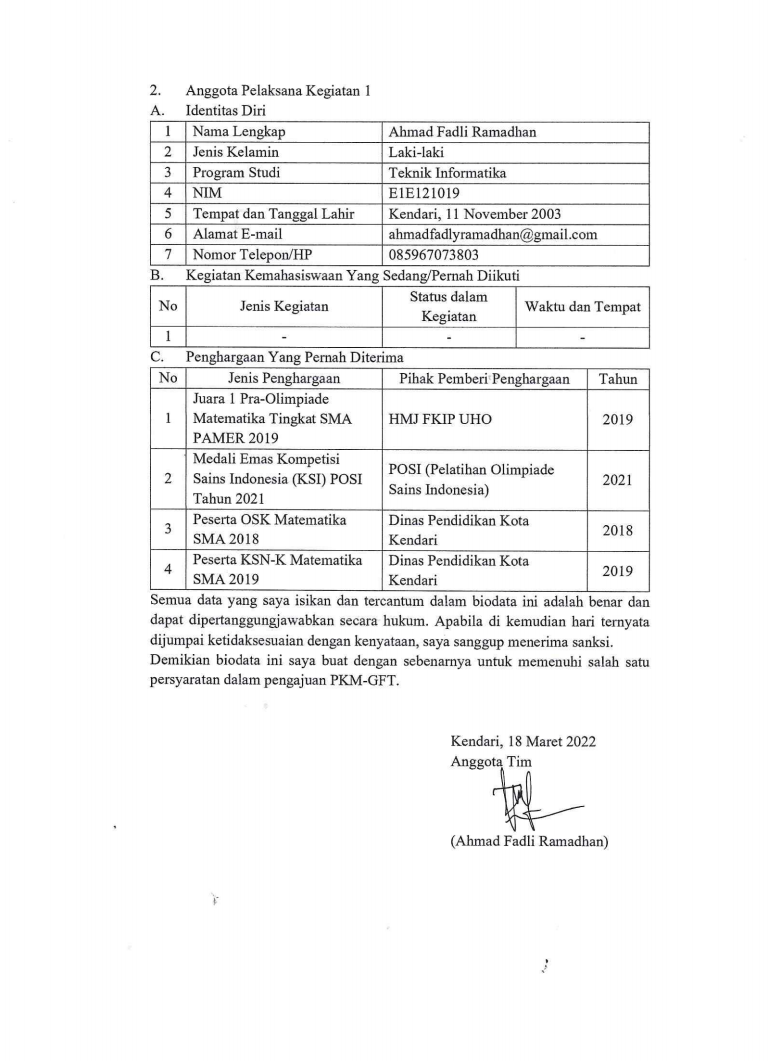 2. Anggota Pelaksana Kegiatan 1
A. Identitas Diri
1 Nama Lengkap Ahmad Fadli Ramadhan
2 Jenis Kelamin Laki-laki
3 Program Studi Teknik Informatika
4 NIM E1E121019
5 Tempat dan Tanggal Lahir Kendari, 11 November 2003
6 Alamat E-mail ahmadfadlyramadhan@gmail.com
7 Nomor Telepon/HP 085967073803
B. Kegiatan Kemahasiswaan Yang Sedang/Pernah Diikuti
No Jenis Kegiatan Status dalam Kegiatan Waktu dan Tempat
1 - - -
C. Penghargaan Yang Pernah Diterima
No Jenis Penghargaan Pihak Pemberi Penghargaan Tahun
1 Juara 1 Pra-Olimpiade Matematika Tingkat SMA PAMER 2019 HMJ FKIP UHO 2019
2 Medali Emas Kompetisi Sains Indonesia (KSI) POSI Tahun 2021 POSI (Pelatihan Olimpiade Sains Indonesia) 2021
3 Peserta OSK Matematika SMA 2018 Dinas Pendidikan Kota Kendari 2018
4 Peserta KSN-K Matematika SMA 2019 Dinas Pendidikan Kota Kendari 2019
Semua data yang saya isikan dan tercantum dalam biodata ini adalah benar dan
dapat dipertanggungjawabkan secara hukum. Apabila di kemudian hari ternyata
dijumpai ketidaksesuaian dengan kenyataan, saya sanggup menerima sanksi.
Demikian biodata ini saya buat dengan sebenarnya untuk memenuhi salah satu
persyaratan dalam pengajuan PKM-GFT.
Kendari, 18 Maret 2022
Anggota Tim
(Ahmad Fadli Ramadhan)